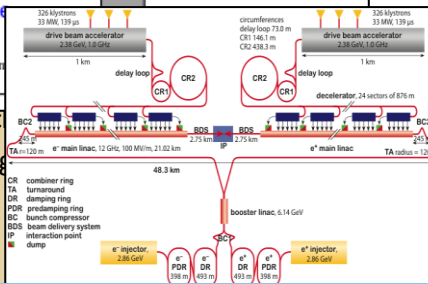 326 klystrons
33 MW, 139 µs
drive beam accelerator
2.38 GeV, 1.0 GHz
1 km
delay loop
CR1
CR2
circumferences
delay loop 73.0 m
CR1 146.1 m
CR2 438.3 m
326 klystrons
33 MW, 139 µs
drive beam accelerator
2.38 GeV, 1.0 GHz
1 km
delay loop
CR2
CR1
decelerator, 24 sectors of 876 m
BC2
245 m
TA r=120 m
e⁻ main linac, 12 GHz, 100 MV/m, 21.02 km
BDS
2.75 km
IP
BDS
2.75 km
e⁺ main linac
BC2
245 m
TA radius = 120
48.3 km
CR combiner ring
TA turnaround
DR damping ring
PDR predamping ring
BC bunch compressor
BDS beam delivery system
IP interaction point
dump
booster linac, 6.14 GeV
BC1
e⁻ injector,
2.86 GeV
e⁻
PDR
398 m
e⁻
DR
493 m
e⁺
DR
493 m
e⁺
PDR
398 m
e⁺ injector,
2.86 GeV